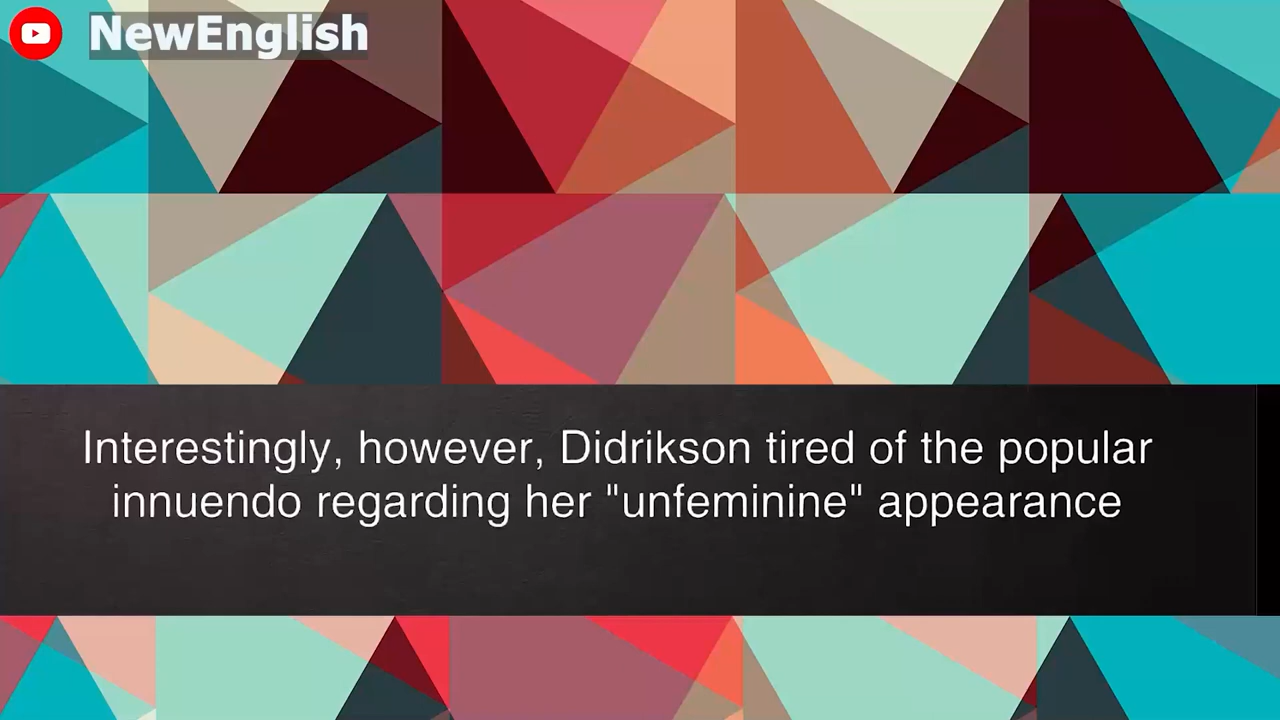 NewEnglish
Interestingly, however, Didrikson tired of the popular
innuendo regarding her "unfeminine" appearance